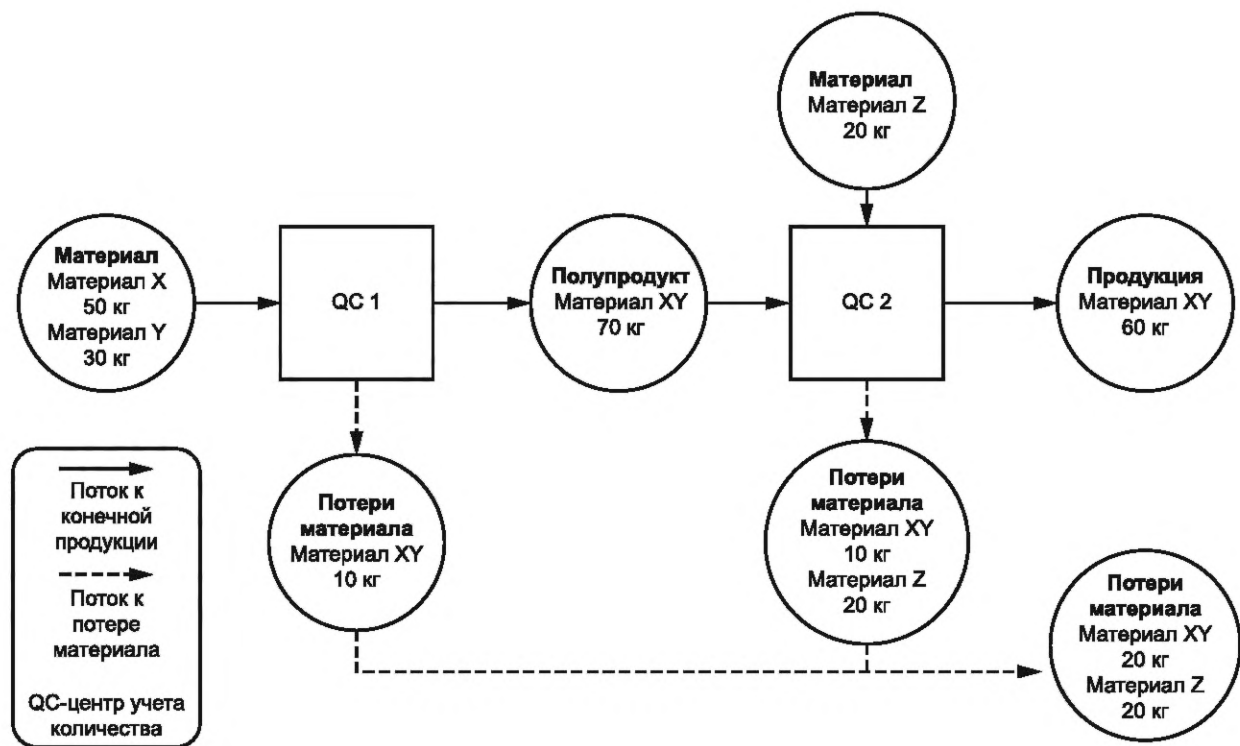 Материал
Материал Z
20 кг
Материал
Материал X
50 кг
Материал Y
30 кг
QC 1
Полупродукт
Материал XY
70 кг
QC 2
Продукция
Материал XY
60 кг
Поток к
конечной
продукции
Поток к
потере
материала
QC-центр учета
количества
Потери
материала
Материал XY
10 кг
Потери
материала
Материал XY
10 кг
Материал Z
20 кг
Потери
материала
Материал XY
20 кг
Материал Z
20 кг